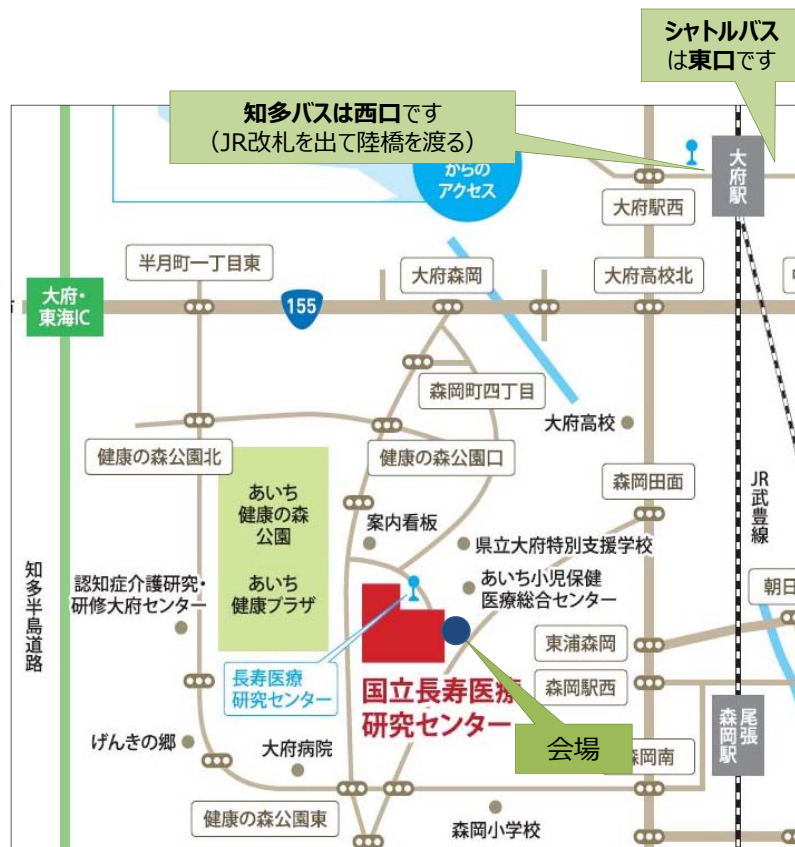 シャトルバス
は東口です
知多バスは西口です
（JR改札を出て陸橋を渡る）
からの
アクセス
大府駅
大府駅西
半月町一丁目東
大府森岡
大府高校北
大府・
東海IC
155
森岡町四丁目
大府高校
健康の森公園北
健康の森公園口
森岡田面
JR武豊線
あいち
健康の森
公園
案内看板
県立大府特別支援学校
知多半島道路
認知症介護研究・
研修大府センター
あいち
健康プラザ
あいち小児保健
医療総合センター
朝日
東浦森岡
長寿医療
研究センター
国立長寿医療
研究センター
森岡駅西
尾張
森岡駅
げんきの郷
大府病院
会場
森岡南
健康の森公園東
森岡小学校